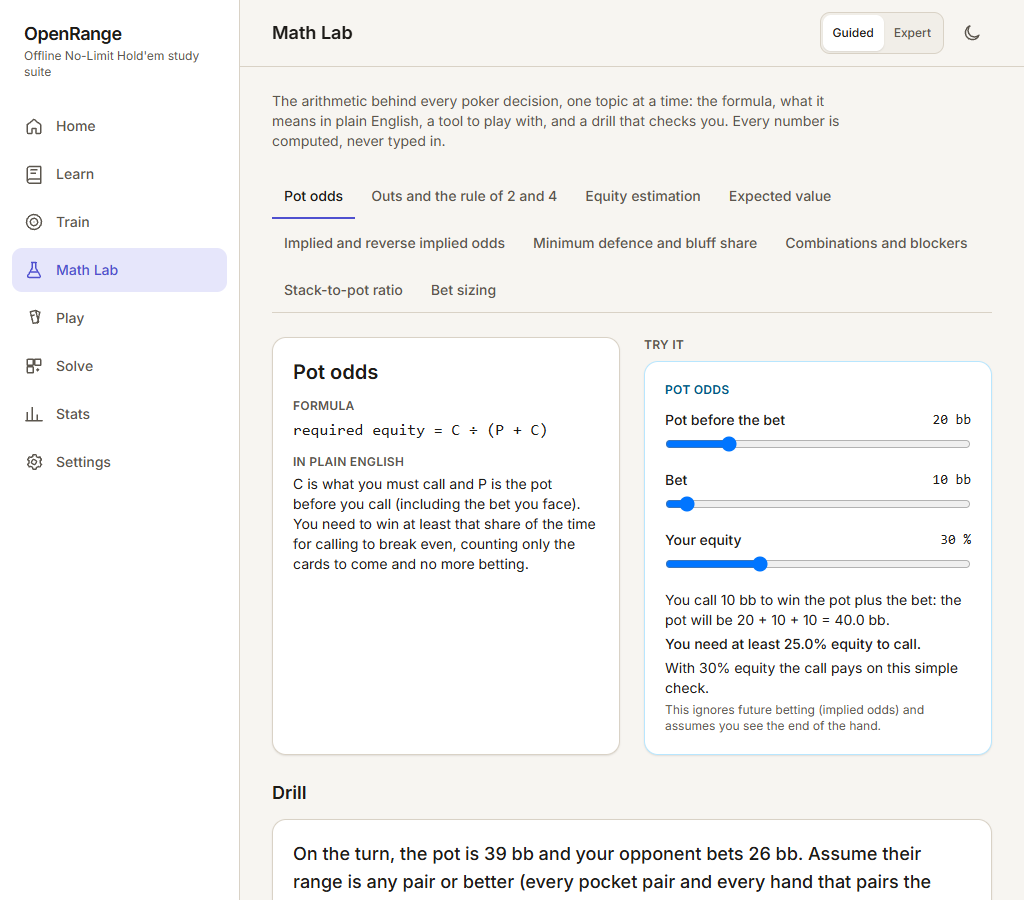 OpenRange
Offline No-Limit Hold'em study
suite
Home
Learn
Train
Math Lab
Play
Solve
Stats
Settings
Math Lab
Guided
Expert
The arithmetic behind every poker decision, one topic at a time: the formula, what it
means in plain English, a tool to play with, and a drill that checks you. Every number is
computed, never typed in.
Pot odds
Outs and the rule of 2 and 4
Equity estimation
Expected value
Implied and reverse implied odds
Minimum defence and bluff share
Combinations and blockers
Stack-to-pot ratio
Bet sizing
Pot odds
FORMULA
required equity = C ÷ (P + C)
IN PLAIN ENGLISH
C is what you must call and P is the pot
before you call (including the bet you face).
You need to win at least that share of the time
for calling to break even, counting only the
cards to come and no more betting.
TRY IT
POT ODDS
Pot before the bet 20 bb
Bet 10 bb
Your equity 30 %
You call 10 bb to win the pot plus the bet: the
pot will be 20 + 10 + 10 = 40.0 bb.
You need at least 25.0% equity to call.
With 30% equity the call pays on this simple
check.
This ignores future betting (implied odds) and
assumes you see the end of the hand.
Drill
On the turn, the pot is 39 bb and your opponent bets 26 bb. Assume their
range is any pair or better (every pocket pair and every hand that pairs the